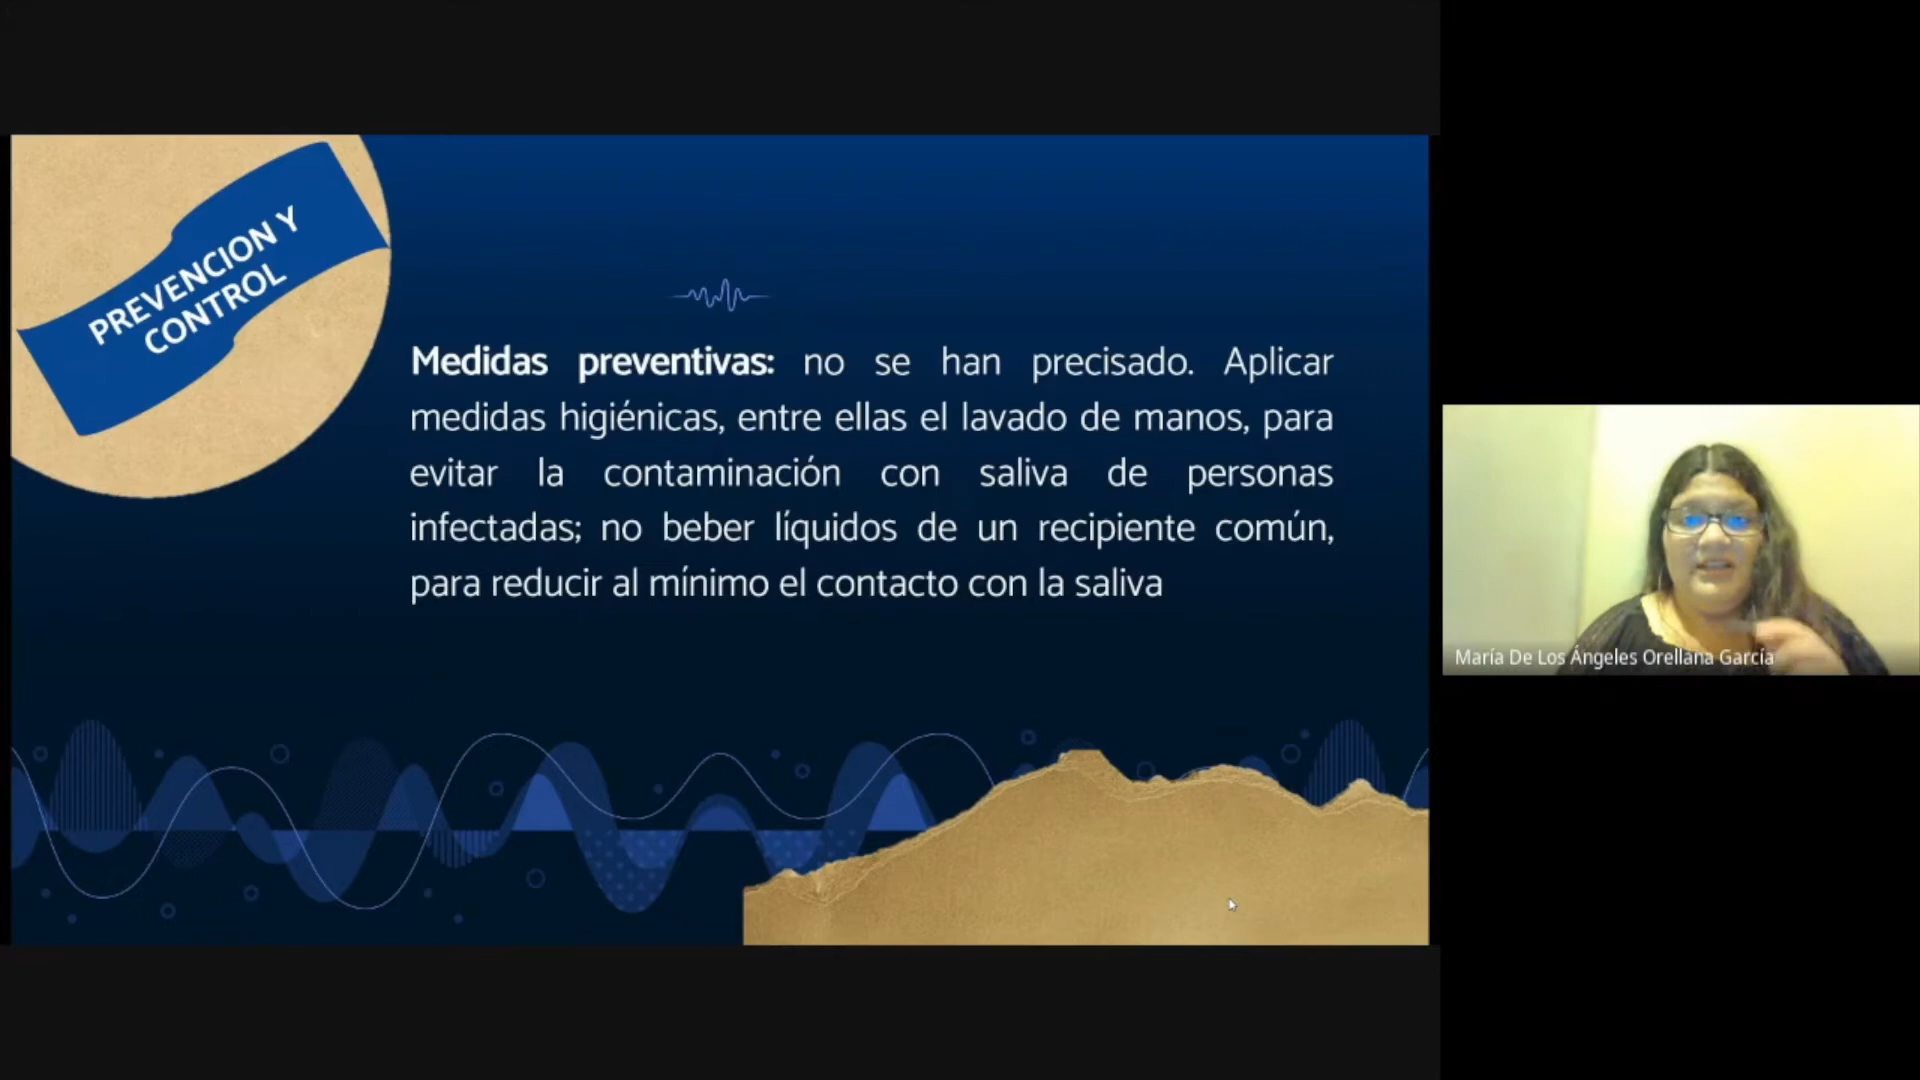 PREVENCION Y
CONTROL
Medidas preventivas: no se han precisado. Aplicar
medidas higiénicas, entre ellas el lavado de manos, para
evitar la contaminación con saliva de personas
infectadas; no beber líquidos de un recipiente común,
para reducir al mínimo el contacto con la saliva
María De Los Ángeles Orellana García